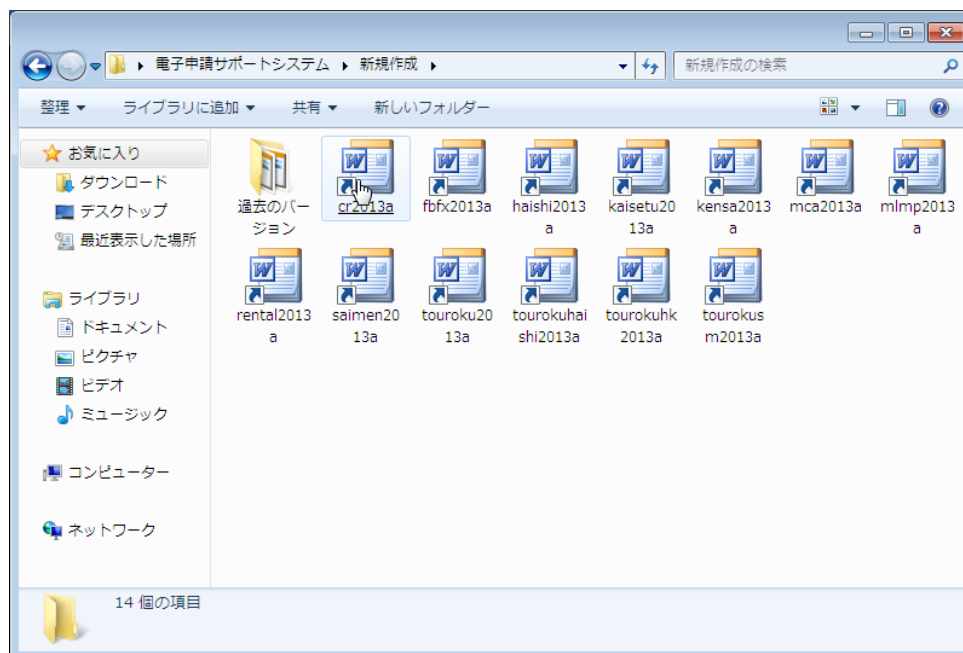 電子申請サポートシステム ▸ 新規作成 ▸
新規作成の検索
整理 ▼ ライブラリに追加 ▼ 共有 ▼ 新しいフォルダー
お気に入り
ダウンロード
デスクトップ
最近表示した場所
ライブラリ
ドキュメント
ピクチャ
ビデオ
ミュージック
コンピューター
ネットワーク
過去のバー
ジョン
cr2013a
fbfx2013a
haishi2013
a
kaisetu20
13a
kensa2013
a
mca2013a
mlmp2013
a
rental2013
a
saimen20
13a
touroku20
13a
tourokuhai
shi2013a
tourokuhk
2013a
tourokus
m2013a
14 個の項目